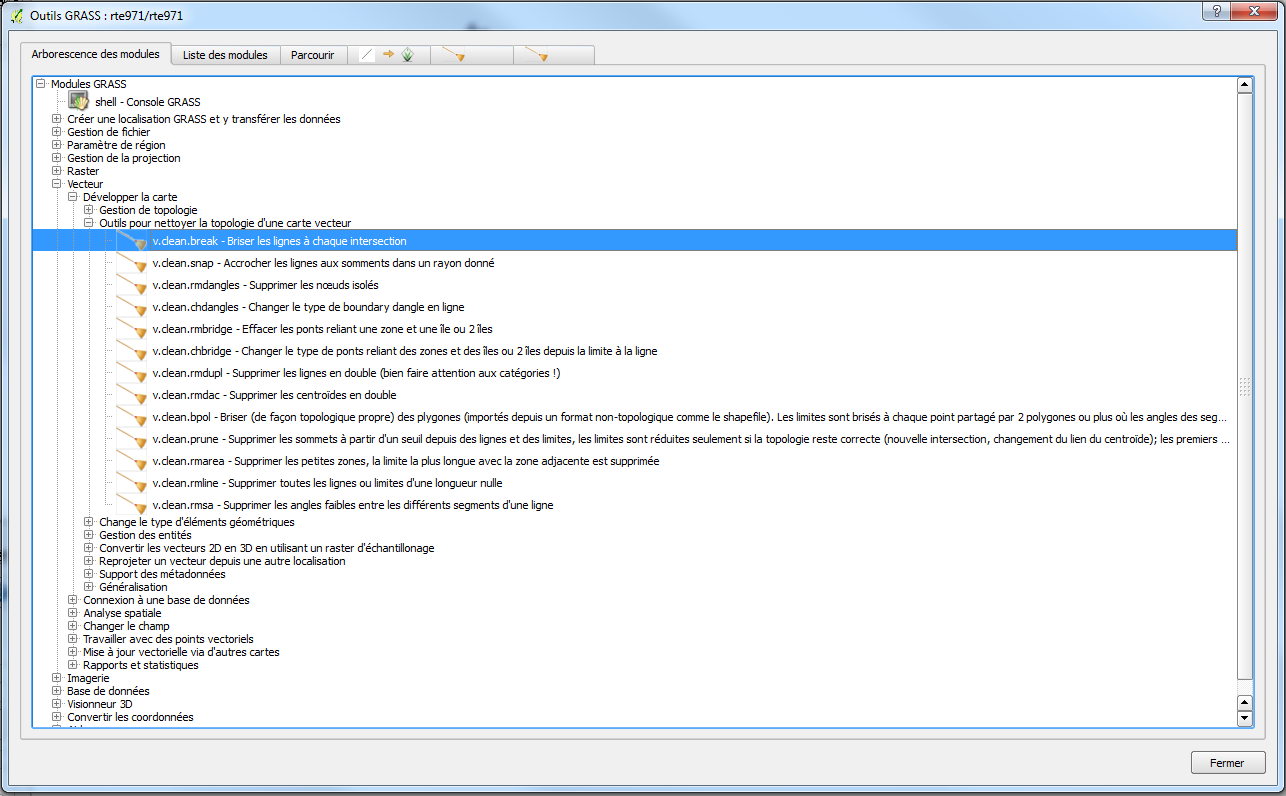 Outils GRASS : rte971/rte971
Arborescence des modules
Liste des modules
Parcourir
Modules GRASS
shell - Console GRASS
Créer une localisation GRASS et y transférer les données
Gestion de fichier
Paramètre de région
Gestion de la projection
Raster
Vecteur
Développer la carte
Gestion de topologie
Outils pour nettoyer la topologie d'une carte vecteur
v.clean.break - Briser les lignes à chaque intersection
v.clean.snap - Accrocher les lignes aux somments dans un rayon donné
v.clean.rmdangles - Supprimer les nœuds isolés
v.clean.chdangles - Changer le type de boundary dangle en ligne
v.clean.rmbridge - Effacer les ponts reliant une zone et une île ou 2 îles
v.clean.chbridge - Changer le type de ponts reliant des zones et des îles ou 2 îles depuis la limite à la ligne
v.clean.rmdupl - Supprimer les lignes en double (bien faire attention aux catégories !)
v.clean.rmdac - Supprimer les centroïdes en double
v.clean.bpol - Briser (de façon topologique propre) des plygones (importés depuis un format non-topologique comme le shapefile). Les limites sont brisés à chaque point partagé par 2 polygones ou plus où les angles des seg...
v.clean.prune - Supprimer les sommets à partir d'un seuil depuis des lignes et des limites, les limites sont réduites seulement si la topologie reste correcte (nouvelle intersection, changement du lien du centroïde); les premiers ...
v.clean.rmarea - Supprimer les petites zones, la limite la plus longue avec la zone adjacente est supprimée
v.clean.rmline - Supprimer toutes les lignes ou limites d'une longueur nulle
v.clean.rmsa - Supprimer les angles faibles entre les différents segments d'une ligne
Change le type d'éléments géométriques
Gestion des entités
Convertir les vecteurs 2D en 3D en utilisant un raster d'échantillonage
Reprojeter un vecteur depuis une autre localisation
Support des métadonnées
Généralisation
Connexion à une base de données
Analyse spatiale
Changer le champ
Travailler avec des points vectoriels
Mise à jour vectorielle via d'autres cartes
Rapports et statistiques
Imagerie
Base de données
Visionneur 3D
Convertir les coordonnées
Fermer